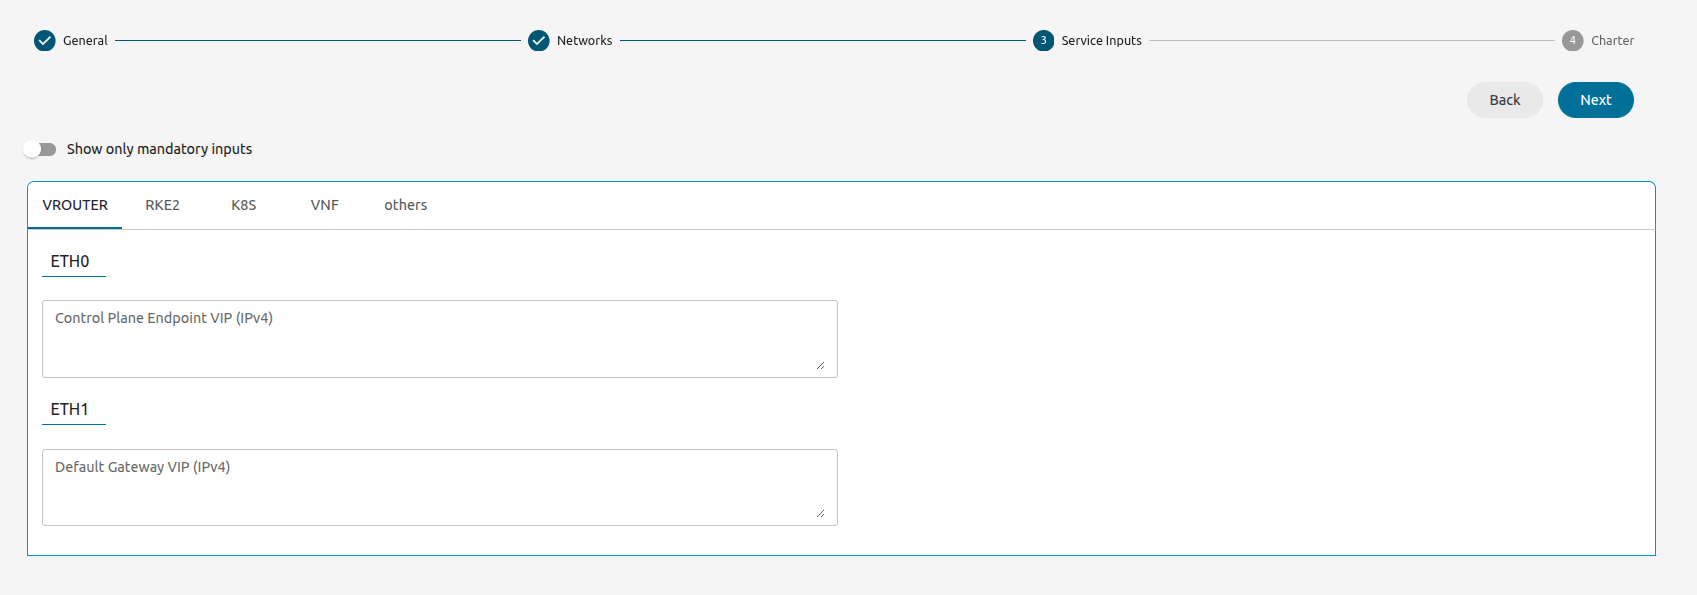 General Networks 3 Service Inputs 4 Charter
Back Next
Show only mandatory inputs
VROUTER RKE2 K8S VNF others
ETH0
Control Plane Endpoint VIP (IPv4)
ETH1
Default Gateway VIP (IPv4)